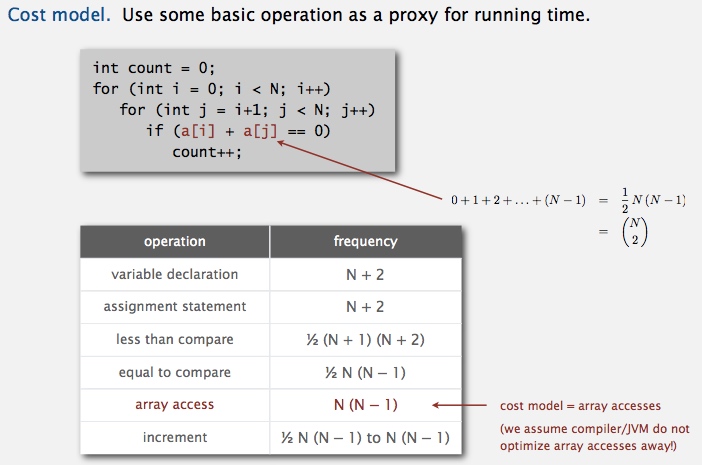 Cost model. Use some basic operation as a proxy for running time.
int count = 0;
for (int i = 0; i < N; i++)
for (int j = i+1; j < N; j++)
if (a[i] + a[j] == 0)
count++;
0 + 1 + 2 + . . . + (N − 1) = 1/2 N (N − 1)
= (N 2)
operation frequency
variable declaration N + 2
assignment statement N + 2
less than compare ½ (N + 1) (N + 2)
equal to compare ½ N (N − 1)
array access N (N − 1)
increment ½ N (N − 1) to N (N − 1)
cost model = array accesses
(we assume compiler/JVM do not
optimize array accesses away!)